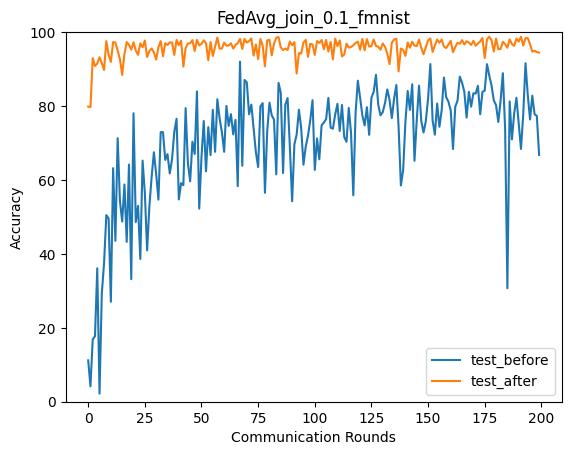 FedAvg_join_0.1_fmnist
100
80
60
40
20
0
Accuracy
0 25 50 75 100 125 150 175 200
Communication Rounds
test_before
test_after